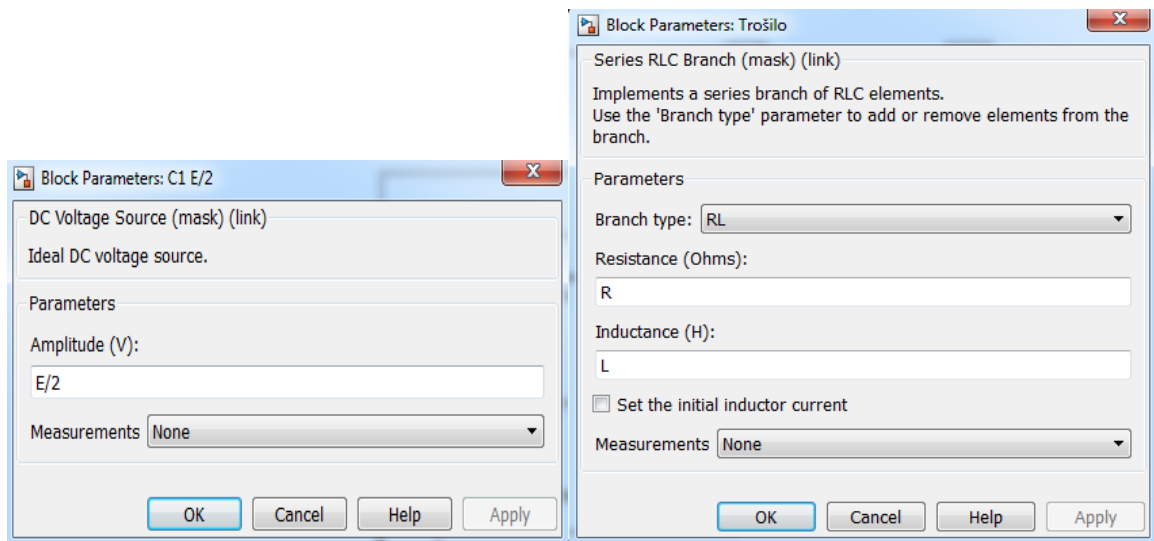 Block Parameters: C1 E/2
X
DC Voltage Source (mask) (link)
Ideal DC voltage source.
Parameters
Amplitude (V):
E/2
Measurements None
OK Cancel Help Apply
Block Parameters: Trošilo
X
Series RLC Branch (mask) (link)
Implements a series branch of RLC elements.
Use the 'Branch type' parameter to add or remove elements from the
branch.
Parameters
Branch type: RL
Resistance (Ohms):
R
Inductance (H):
L
Set the initial inductor current
Measurements None
OK Cancel Help Apply